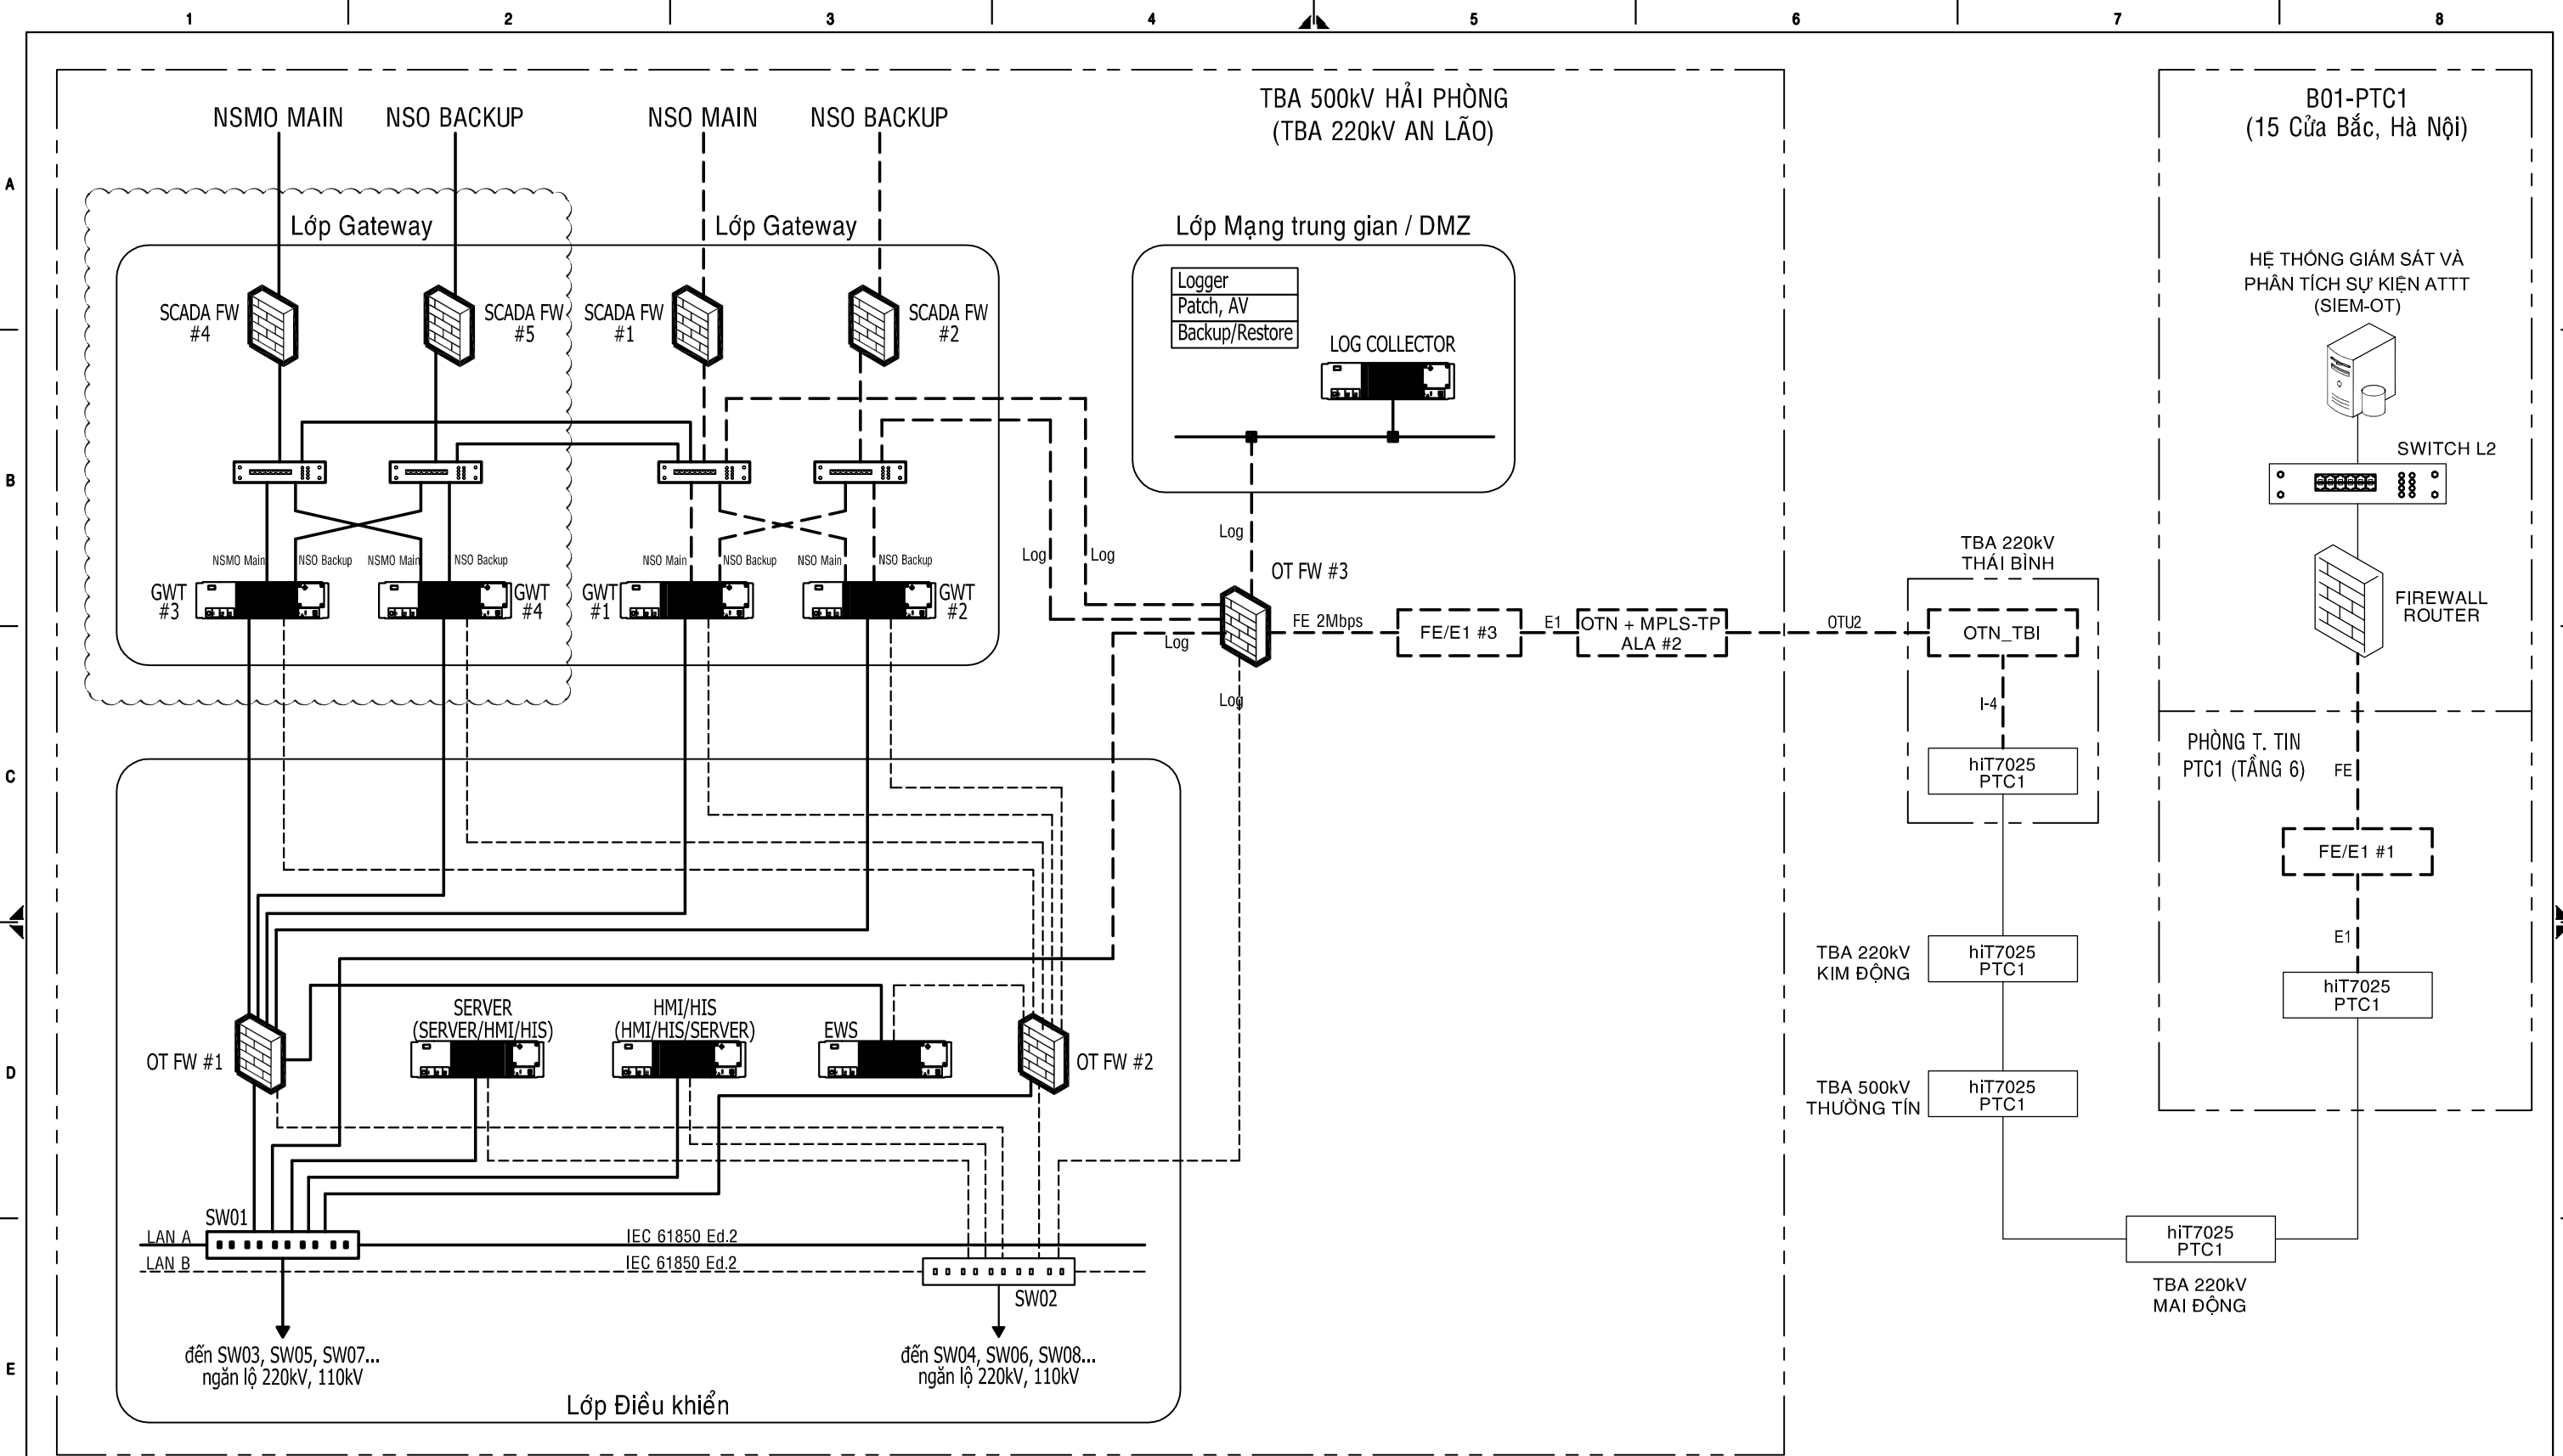 1 2 3 4 5 6 7 8
A
B
C
D
E
TBA 500kV HẢI PHÒNG
(TBA 220kV AN LÃO)
B01-PTC1
(15 Cửa Bắc, Hà Nội)
NSMO MAIN
NSO BACKUP
NSO MAIN
NSO BACKUP
Lớp Gateway
Lớp Gateway
Lớp Mạng trung gian / DMZ
SCADA FW
#4
SCADA FW
#5
SCADA FW
#1
SCADA FW
#2
Logger
Patch, AV
Backup/Restore
LOG COLLECTOR
HỆ THỐNG GIÁM SÁT VÀ
PHÂN TÍCH SỰ KIỆN ATTT
(SIEM-OT)
SWITCH L2
FIREWALL
ROUTER
NSMO Main
NSO Backup
NSMO Main
NSO Backup
NSO Main
NSO Backup
NSO Main
NSO Backup
GWT
#3
GWT
#4
GWT
#1
GWT
#2
Log
Log
Log
Log
Log
OT FW #3
FE 2Mbps
FE/E1 #3
E1
OTN + MPLS-TP
ALA #2
OTU2
TBA 220kV
THÁI BÌNH
OTN_TBI
I-4
hiT7025
PTC1
PHÒNG T. TIN
PTC1 (TẦNG 6)
FE
FE/E1 #1
E1
hiT7025
PTC1
TBA 220kV
KIM ĐỘNG
hiT7025
PTC1
TBA 500kV
THƯỜNG TÍN
hiT7025
PTC1
hiT7025
PTC1
TBA 220kV
MAI ĐỘNG
OT FW #1
SERVER
(SERVER/HMI/HIS)
HMI/HIS
(HMI/HIS/SERVER)
EWS
OT FW #2
SW01
LAN A
IEC 61850 Ed.2
LAN B
IEC 61850 Ed.2
SW02
đến SW03, SW05, SW07...
ngăn lộ 220kV, 110kV
đến SW04, SW06, SW08...
ngăn lộ 220kV, 110kV
Lớp Điều khiển